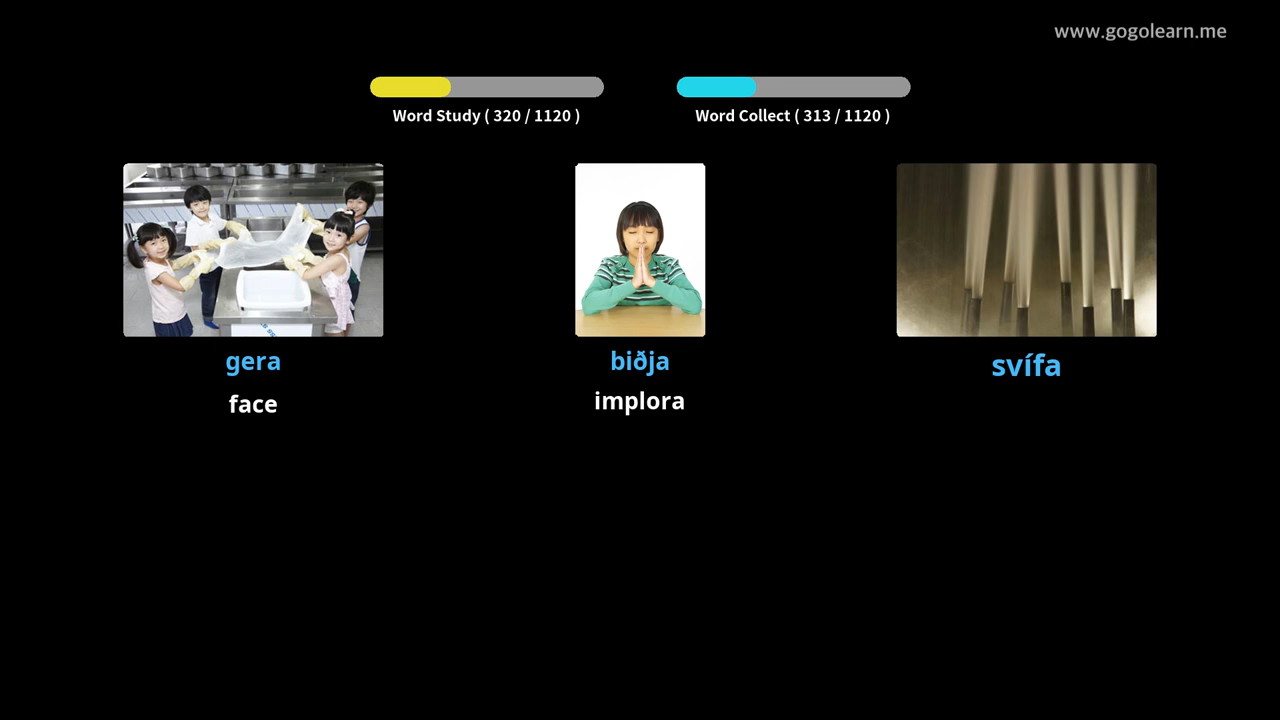 www.gogolearn.me
Word Study ( 320 / 1120 )
Word Collect ( 313 / 1120 )
gera
biðja
svífa
face
implora